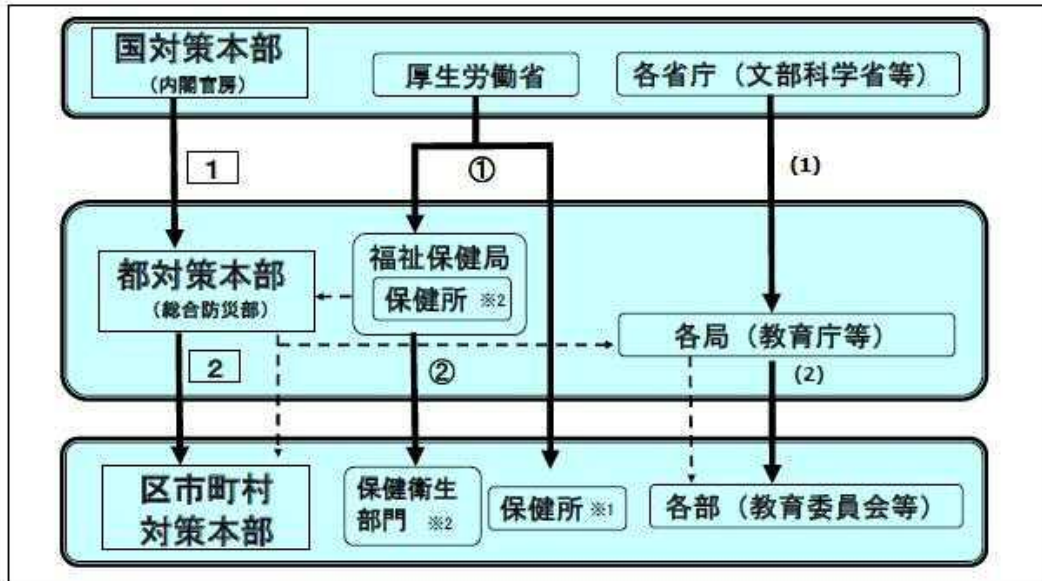 国対策本部
(内閣官房)
厚生労働省
各省庁（文部科学省等）
1
①
(1)
都対策本部
(総合防災部)
福祉保健局
保健所 ※2
各局（教育庁等）
2
②
(2)
区市町村
対策本部
保健衛生
部門 ※2
保健所 ※1
各部（教育委員会等）